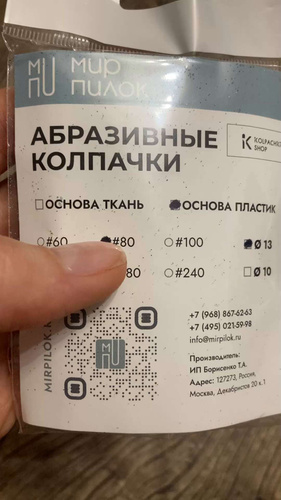 МИР
ПИЛОК
АБРАЗИВНЫЕ
КОЛПАЧКИ
KOLPACHKI
SHOP
ОСНОВА ТКАНЬ ОСНОВА ПЛАСТИК
#60 #80 #100 Ø 13
80 #240 Ø 10
MIRPILOK.
+7 (968) 867-62-63
+7 (495) 021-59-98
info@mirpilok.ru
Производитель:
ИП Борисенко Т.А.
Адрес: 127273, Россия,
Москва, Декабристов 20 к. 1